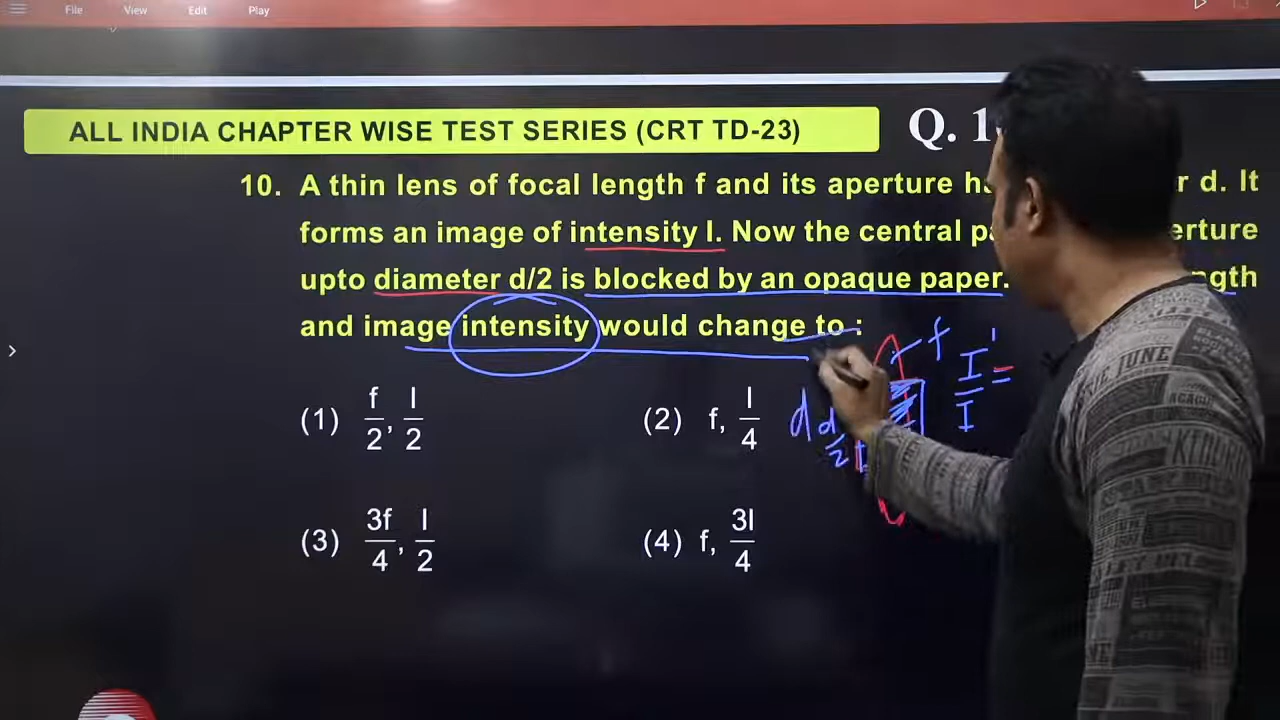 File View Edit Play
ALL INDIA CHAPTER WISE TEST SERIES (CRT TD-23) Q. 1
10. A thin lens of focal length f and its aperture r d. It
forms an image of intensity I. Now the central erture
upto diameter d/2 is blocked by an opaque paper. gth
and image intensity would change to :
f
I' =
I
(1) f/2, I/2 (2) f, I/4
d d/2
(3) 3f/4, I/2 (4) f, 3I/4
JUNE